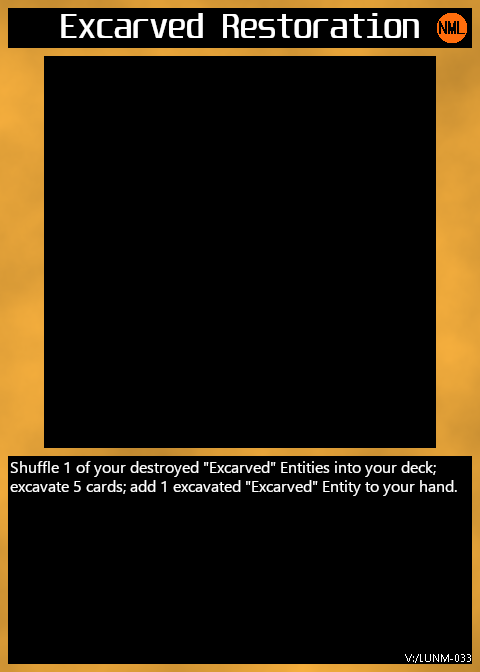 Excarved Restoration
NML
Shuffle 1 of your destroyed "Excarved" Entities into your deck;
excavate 5 cards; add 1 excavated "Excarved" Entity to your hand.
V:/LUNM-033